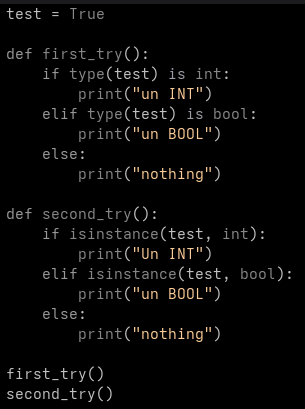 test = True

def first_try():
    if type(test) is int:
        print("un INT")
    elif type(test) is bool:
        print("un BOOL")
    else:
        print("nothing")

def second_try():
    if isinstance(test, int):
        print("Un INT")
    elif isinstance(test, bool):
        print("un BOOL")
    else:
        print("nothing")

first_try()
second_try()